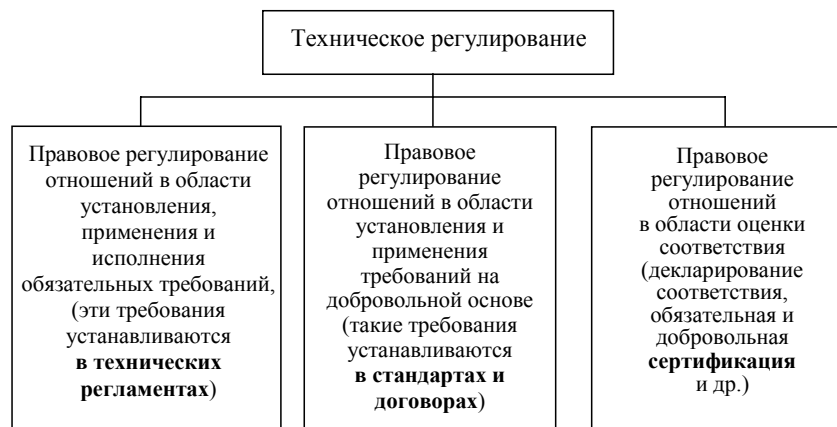 Техническое регулирование
Правовое регулирование
отношений в области
установления,
применения и
исполнения
обязательных требований,
(эти требования
устанавливаются
в технических
регламентах)
Правовое
регулирование
отношений в области
установления и
применения
требований на
добровольной основе
(такие требования
устанавливаются
в стандартах и
договорах)
Правовое
регулирование
отношений
в области оценки
соответствия
(декларирование
соответствия,
обязательная и
добровольная
сертификация
и др.)